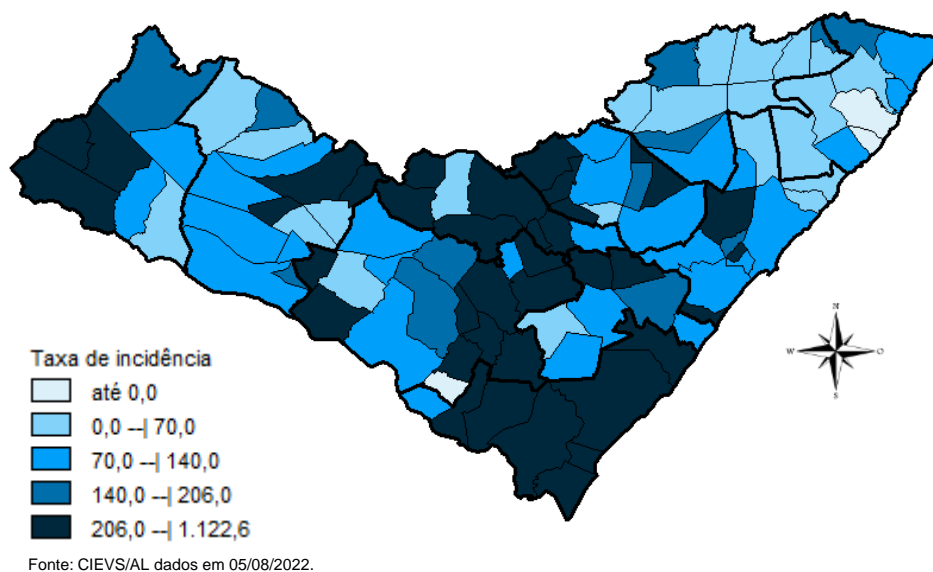 N
W
O
S
Taxa de incidência
até 0,0
0,0 --| 70,0
70,0 --| 140,0
140,0 --| 206,0
206,0 --| 1.122,6
Fonte: CIEVS/AL dados em 05/08/2022.